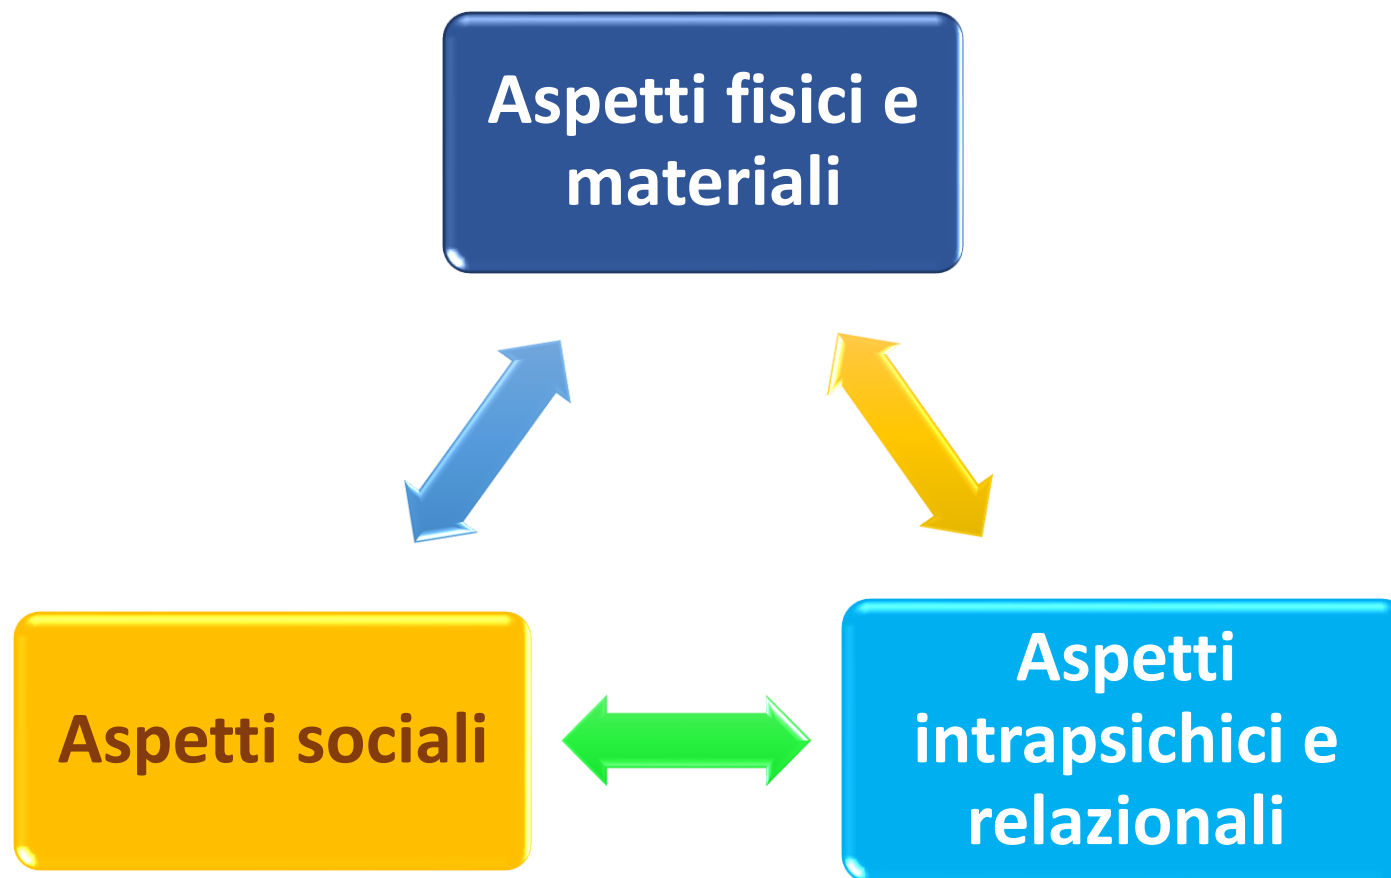 Aspetti fisici e
materiali
Aspetti sociali
Aspetti
intrapsichici e
relazionali